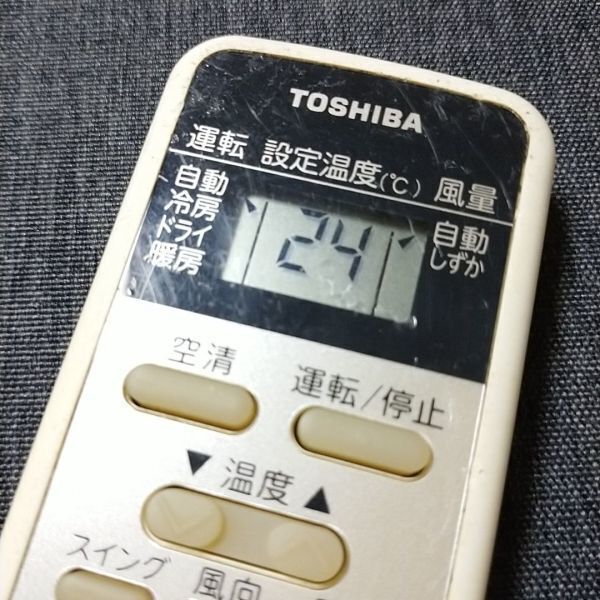 TOSHIBA
運転 設定温度(℃) 風量
自動
冷房
ドライ
暖房
24
自動
しずか
空清
運転/停止
▼ 温度 ▲
スイング
風向